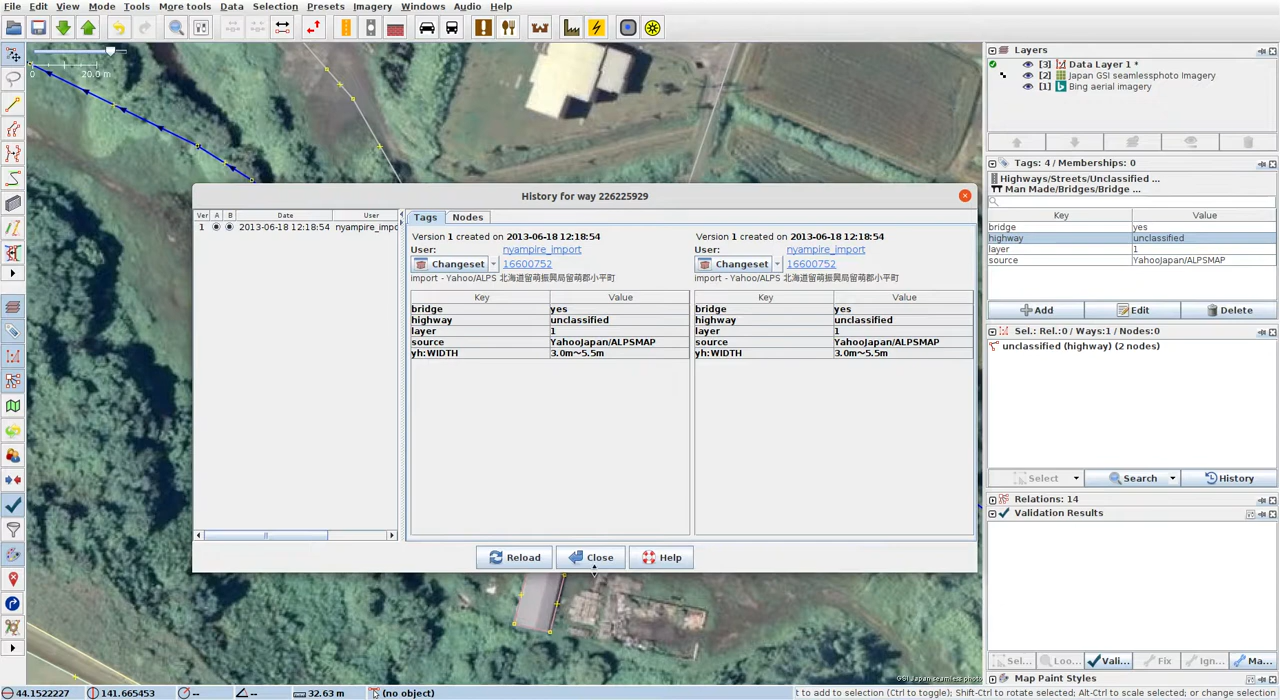 File Edit View Mode Tools More tools Data Selection Presets Imagery Windows Audio Help
0 20.0 m
Layers
[3] Data Layer 1 *
[2] Japan GSI seamlessphoto Imagery
[1] Bing aerial imagery
Tags: 4 / Memberships: 0
Highways/Streets/Unclassified ...
Man Made/Bridges/Bridge ...
Key Value
bridge yes
highway unclassified
layer 1
source YahooJapan/ALPSMAP
Add Edit Delete
Sel.: Rel.:0 / Ways:1 / Nodes:0
unclassified (highway) (2 nodes)
Select Search History
Relations: 14
Validation Results
Sel... Loo... Vali... Fix Ign... Ma...
Map Paint Styles
History for way 226225929
Ver A B Date User
1 2013-06-18 12:18:54 nyampire_impo
Tags Nodes
Version 1 created on 2013-06-18 12:18:54
User: nyampire_import
Changeset 16600752
import - Yahoo/ALPS 北海道留萌振興局留萌郡小平町
Key Value
bridge yes
highway unclassified
layer 1
source YahooJapan/ALPSMAP
yh:WIDTH 3.0m～5.5m
Version 1 created on 2013-06-18 12:18:54
User: nyampire_import
Changeset 16600752
import - Yahoo/ALPS 北海道留萌振興局留萌郡小平町
Key Value
bridge yes
highway unclassified
layer 1
source YahooJapan/ALPSMAP
yh:WIDTH 3.0m～5.5m
Reload Close Help
GSI Japan seamless photo
44.1522227 141.665453 -- -- 32.63 m (no object) t to add to selection (Ctrl to toggle); Shift-Ctrl to rotate selected; Alt-Ctrl to scale selected; or change selection